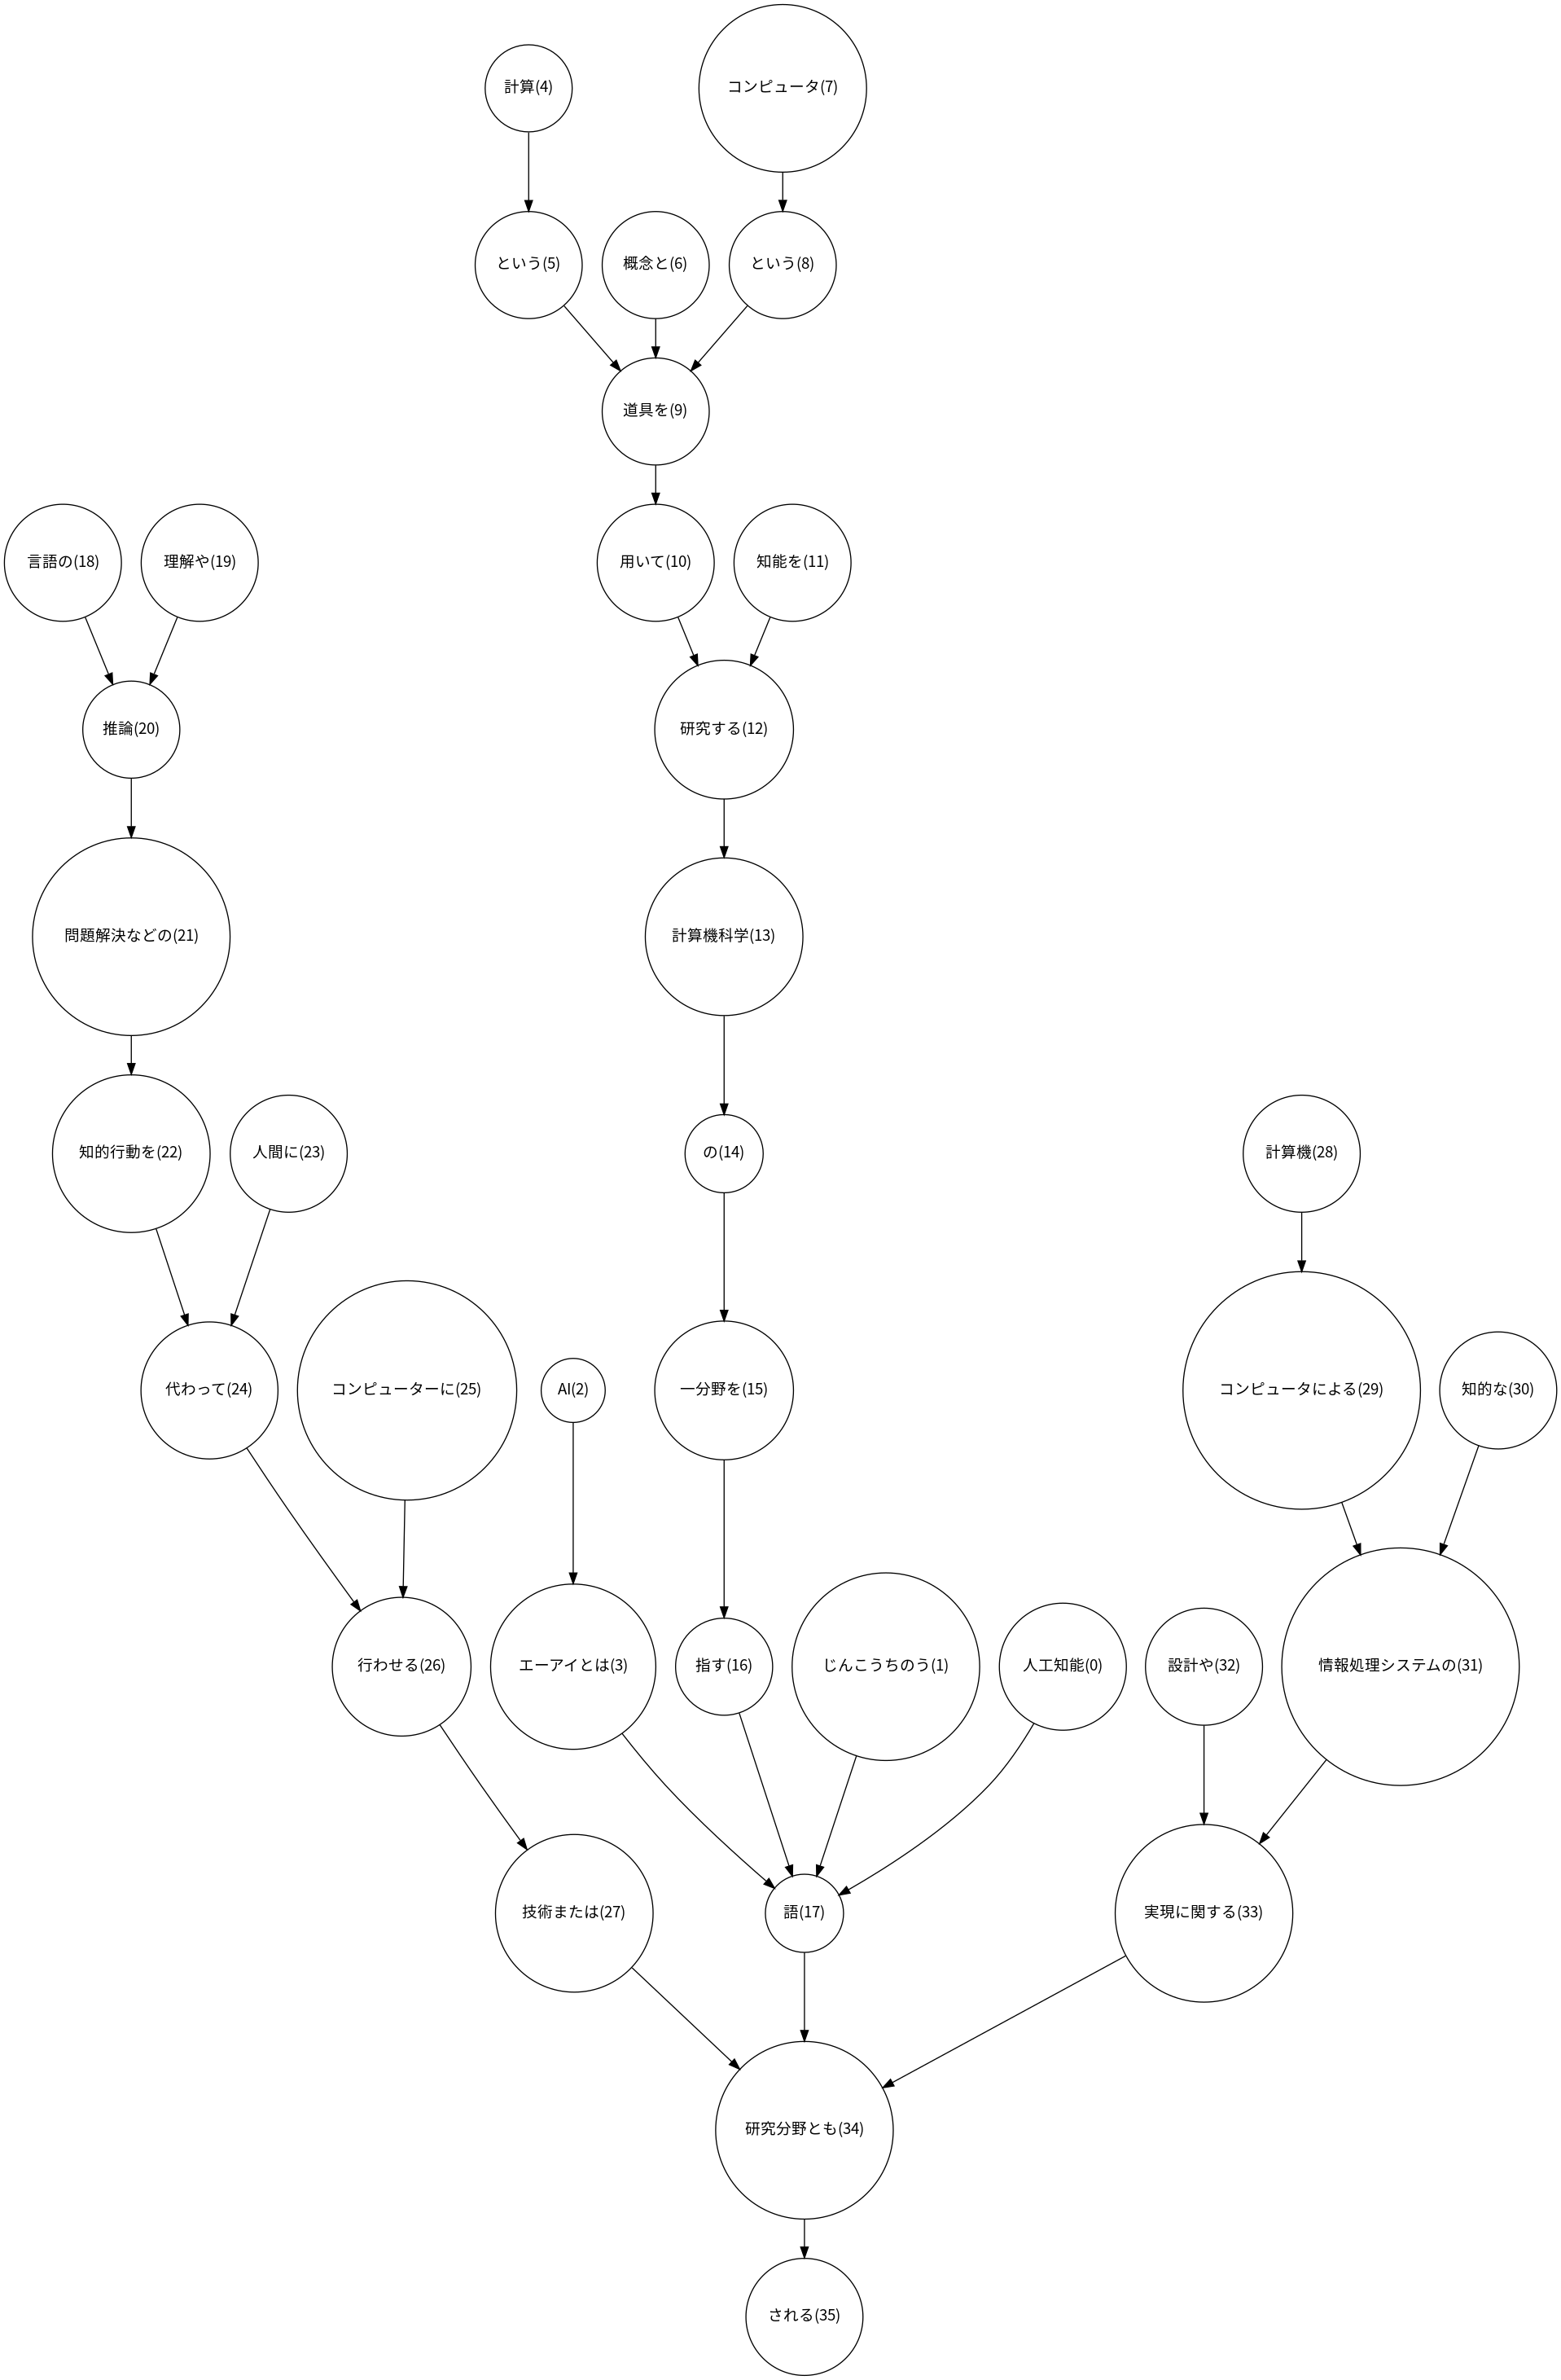 計算(4)
コンピュータ(7)
という(5)
概念と(6)
という(8)
道具を(9)
言語の(18)
理解や(19)
用いて(10)
知能を(11)
推論(20)
研究する(12)
問題解決などの(21)
計算機科学(13)
知的行動を(22)
人間に(23)
の(14)
計算機(28)
代わって(24)
コンピューターに(25)
AI(2)
一分野を(15)
コンピュータによる(29)
知的な(30)
行わせる(26)
エーアイとは(3)
指す(16)
じんこうちのう(1)
人工知能(0)
設計や(32)
情報処理システムの(31)
技術または(27)
語(17)
実現に関する(33)
研究分野とも(34)
される(35)